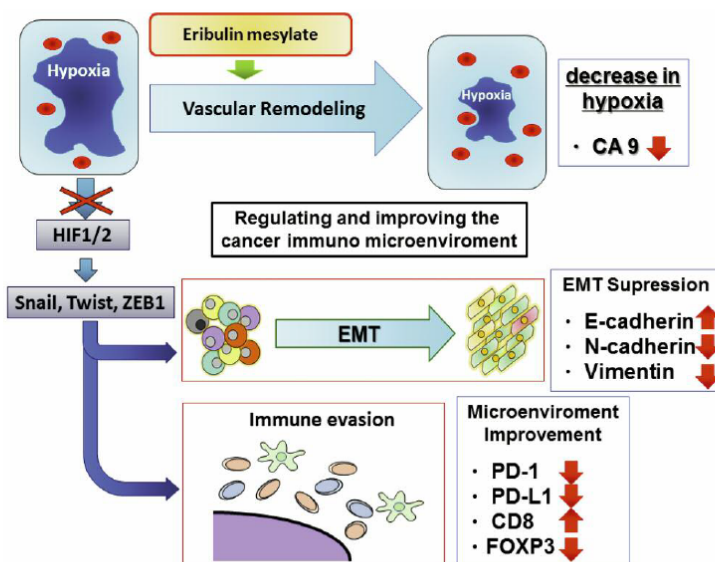 Eribulin mesylate
Hypoxia
Vascular Remodeling
Hypoxia
decrease in
hypoxia
· CA 9
HIF1/2
Regulating and improving the
cancer immuno microenviroment
Snail, Twist, ZEB1
EMT
EMT Supression
· E-cadherin
· N-cadherin
· Vimentin
Immune evasion
Microenviroment
Improvement
· PD-1
· PD-L1
· CD8
· FOXP3